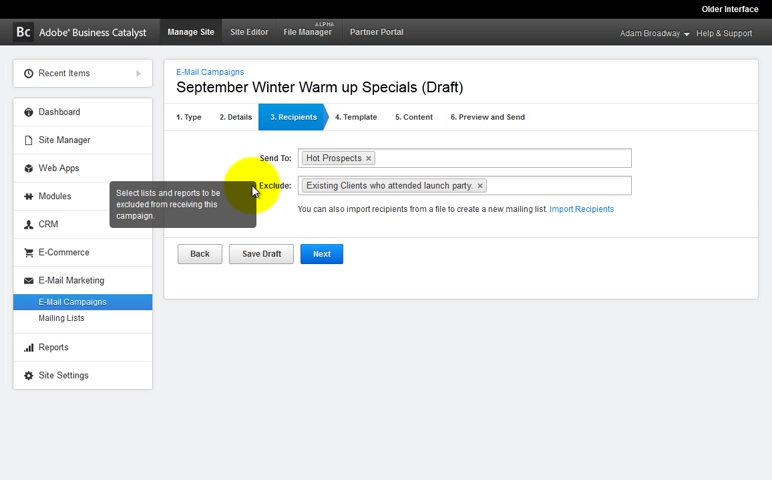 Older Interface
Bc Adobe® Business Catalyst Manage Site Site Editor ALPHA File Manager Partner Portal Adam Broadway Help & Support
Recent Items
Dashboard
Site Manager
Web Apps
Modules
CRM
E-Commerce
E-Mail Marketing
E-Mail Campaigns
Mailing Lists
Reports
Site Settings
E-Mail Campaigns
September Winter Warm up Specials (Draft)
1. Type 2. Details 3. Recipients 4. Template 5. Content 6. Preview and Send
Send To: Hot Prospects ×
Exclude: Existing Clients who attended launch party. ×
Select lists and reports to be
excluded from receiving this
campaign.
You can also import recipients from a file to create a new mailing list. Import Recipients
Back Save Draft Next